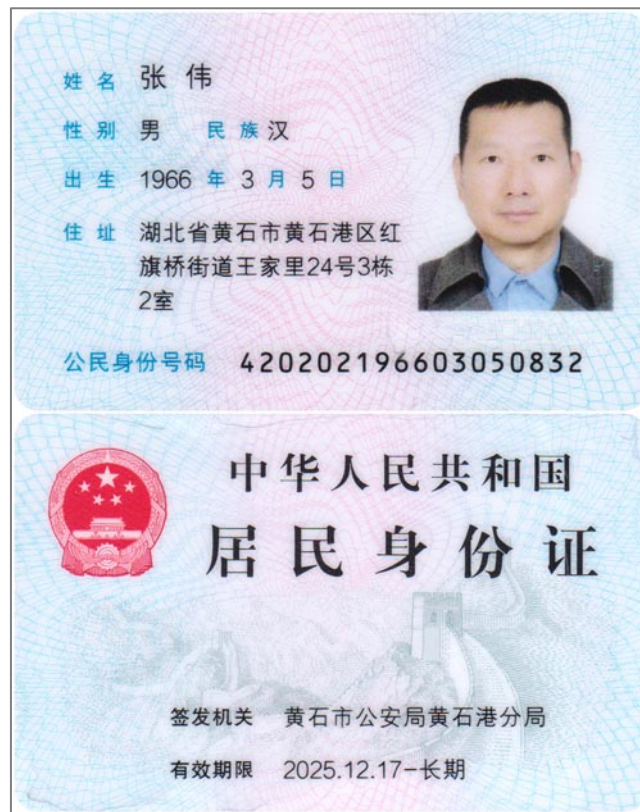 姓名 张伟
性别 男 民族 汉
出生 1966 年 3 月 5 日
住址 湖北省黄石市黄石港区红
旗桥街道王家里24号3栋
2室
公民身份号码 420202196603050832
中华人民共和国
居民身份证
签发机关 黄石市公安局黄石港分局
有效期限 2025.12.17-长期